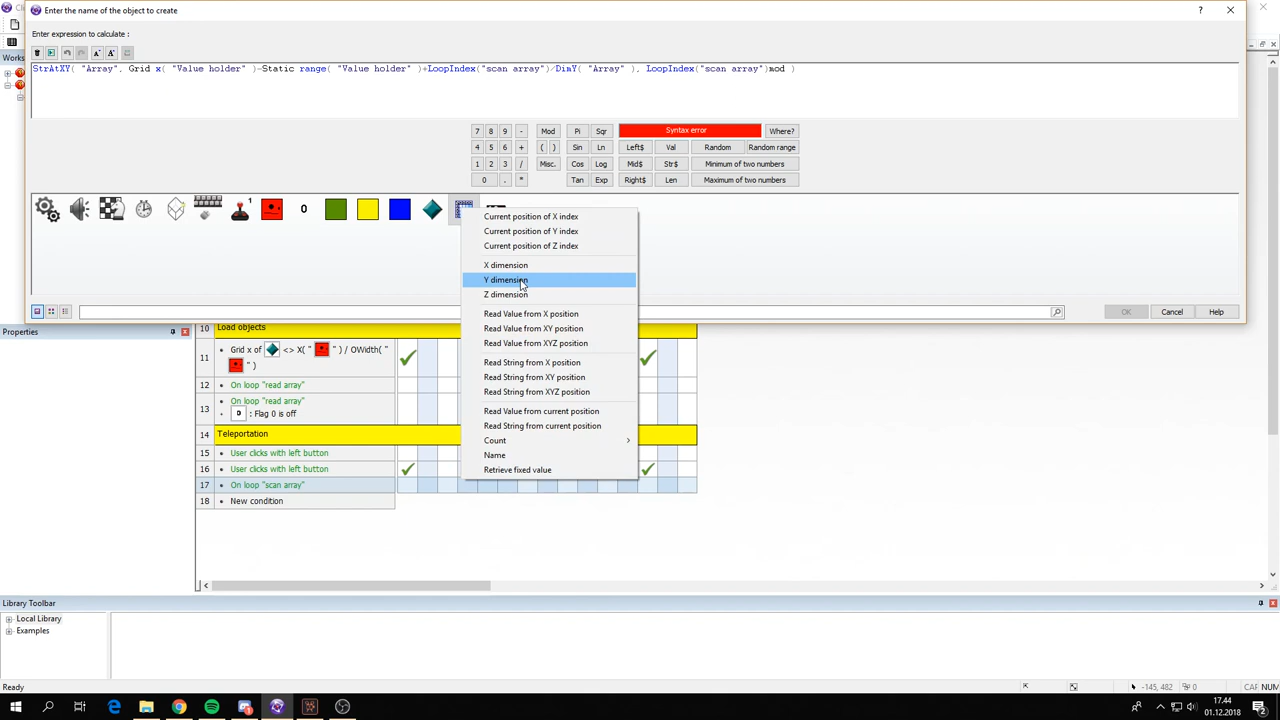 Enter the name of the object to create
?
Enter expression to calculate :
StrAtXY( "Array", Grid x( "Value holder" )-Static range( "Value holder" )+LoopIndex("scan array")/DimY( "Array" ), LoopIndex("scan array")mod )
7 8 9 - Mod Pi Sqr Syntax error Where?
4 5 6 + ( ) Sin Ln Left$ Val Random Random range
1 2 3 / Misc. Cos Log Mid$ Str$ Minimum of two numbers
0 . * Tan Exp Right$ Len Maximum of two numbers
Works
1
0
Current position of X index
Current position of Y index
Current position of Z index
X dimension
Y dimension
Z dimension
Read Value from X position
Read Value from XY position
Read Value from XYZ position
Read String from X position
Read String from XY position
Read String from XYZ position
Read Value from current position
Read String from current position
Count
Name
Retrieve fixed value
OK Cancel Help
Properties
10 Load objects
11 Grid x of <> X( " " ) / OWidth( "
" )
12 On loop "read array"
13 On loop "read array"
0 : Flag 0 is off
14 Teleportation
15 User clicks with left button
16 User clicks with left button
17 On loop "scan array"
18 New condition
Library Toolbar
Local Library
Examples
Ready
-145, 482 0 CAP NUM
17.44
01.12.2018
2